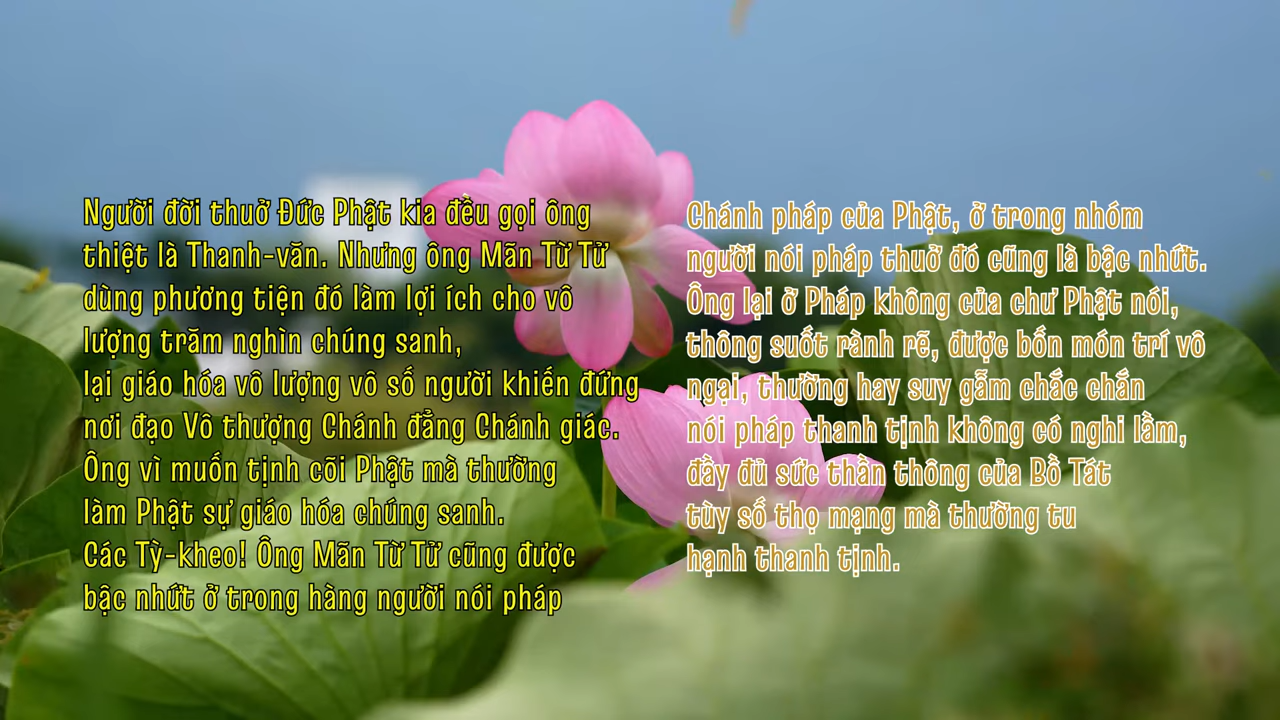 Người đời thuở Đức Phật kia đều gọi ông
thiệt là Thanh-văn. Nhưng ông Mãn Từ Tử
dùng phương tiện đó làm lợi ích cho vô
lượng trăm nghìn chúng sanh,
lại giáo hóa vô lượng vô số người khiến đứng
nơi đạo Vô thượng Chánh đẳng Chánh giác.
Ông vì muốn tịnh cõi Phật mà thường
làm Phật sự giáo hóa chúng sanh.
Các Tỳ-kheo! Ông Mãn Từ Tử cũng được
bậc nhứt ở trong hàng người nói pháp
Chánh pháp của Phật, ở trong nhóm
người nói pháp thuở đó cũng là bậc nhứt.
Ông lại ở Pháp không của chư Phật nói,
thông suốt rành rẽ, được bốn món trí vô
ngại, thường hay suy gẫm chắc chắn
nói pháp thanh tịnh không có nghi lầm,
đầy đủ sức thần thông của Bồ Tát
tùy số thọ mạng mà thường tu
hạnh thanh tịnh.